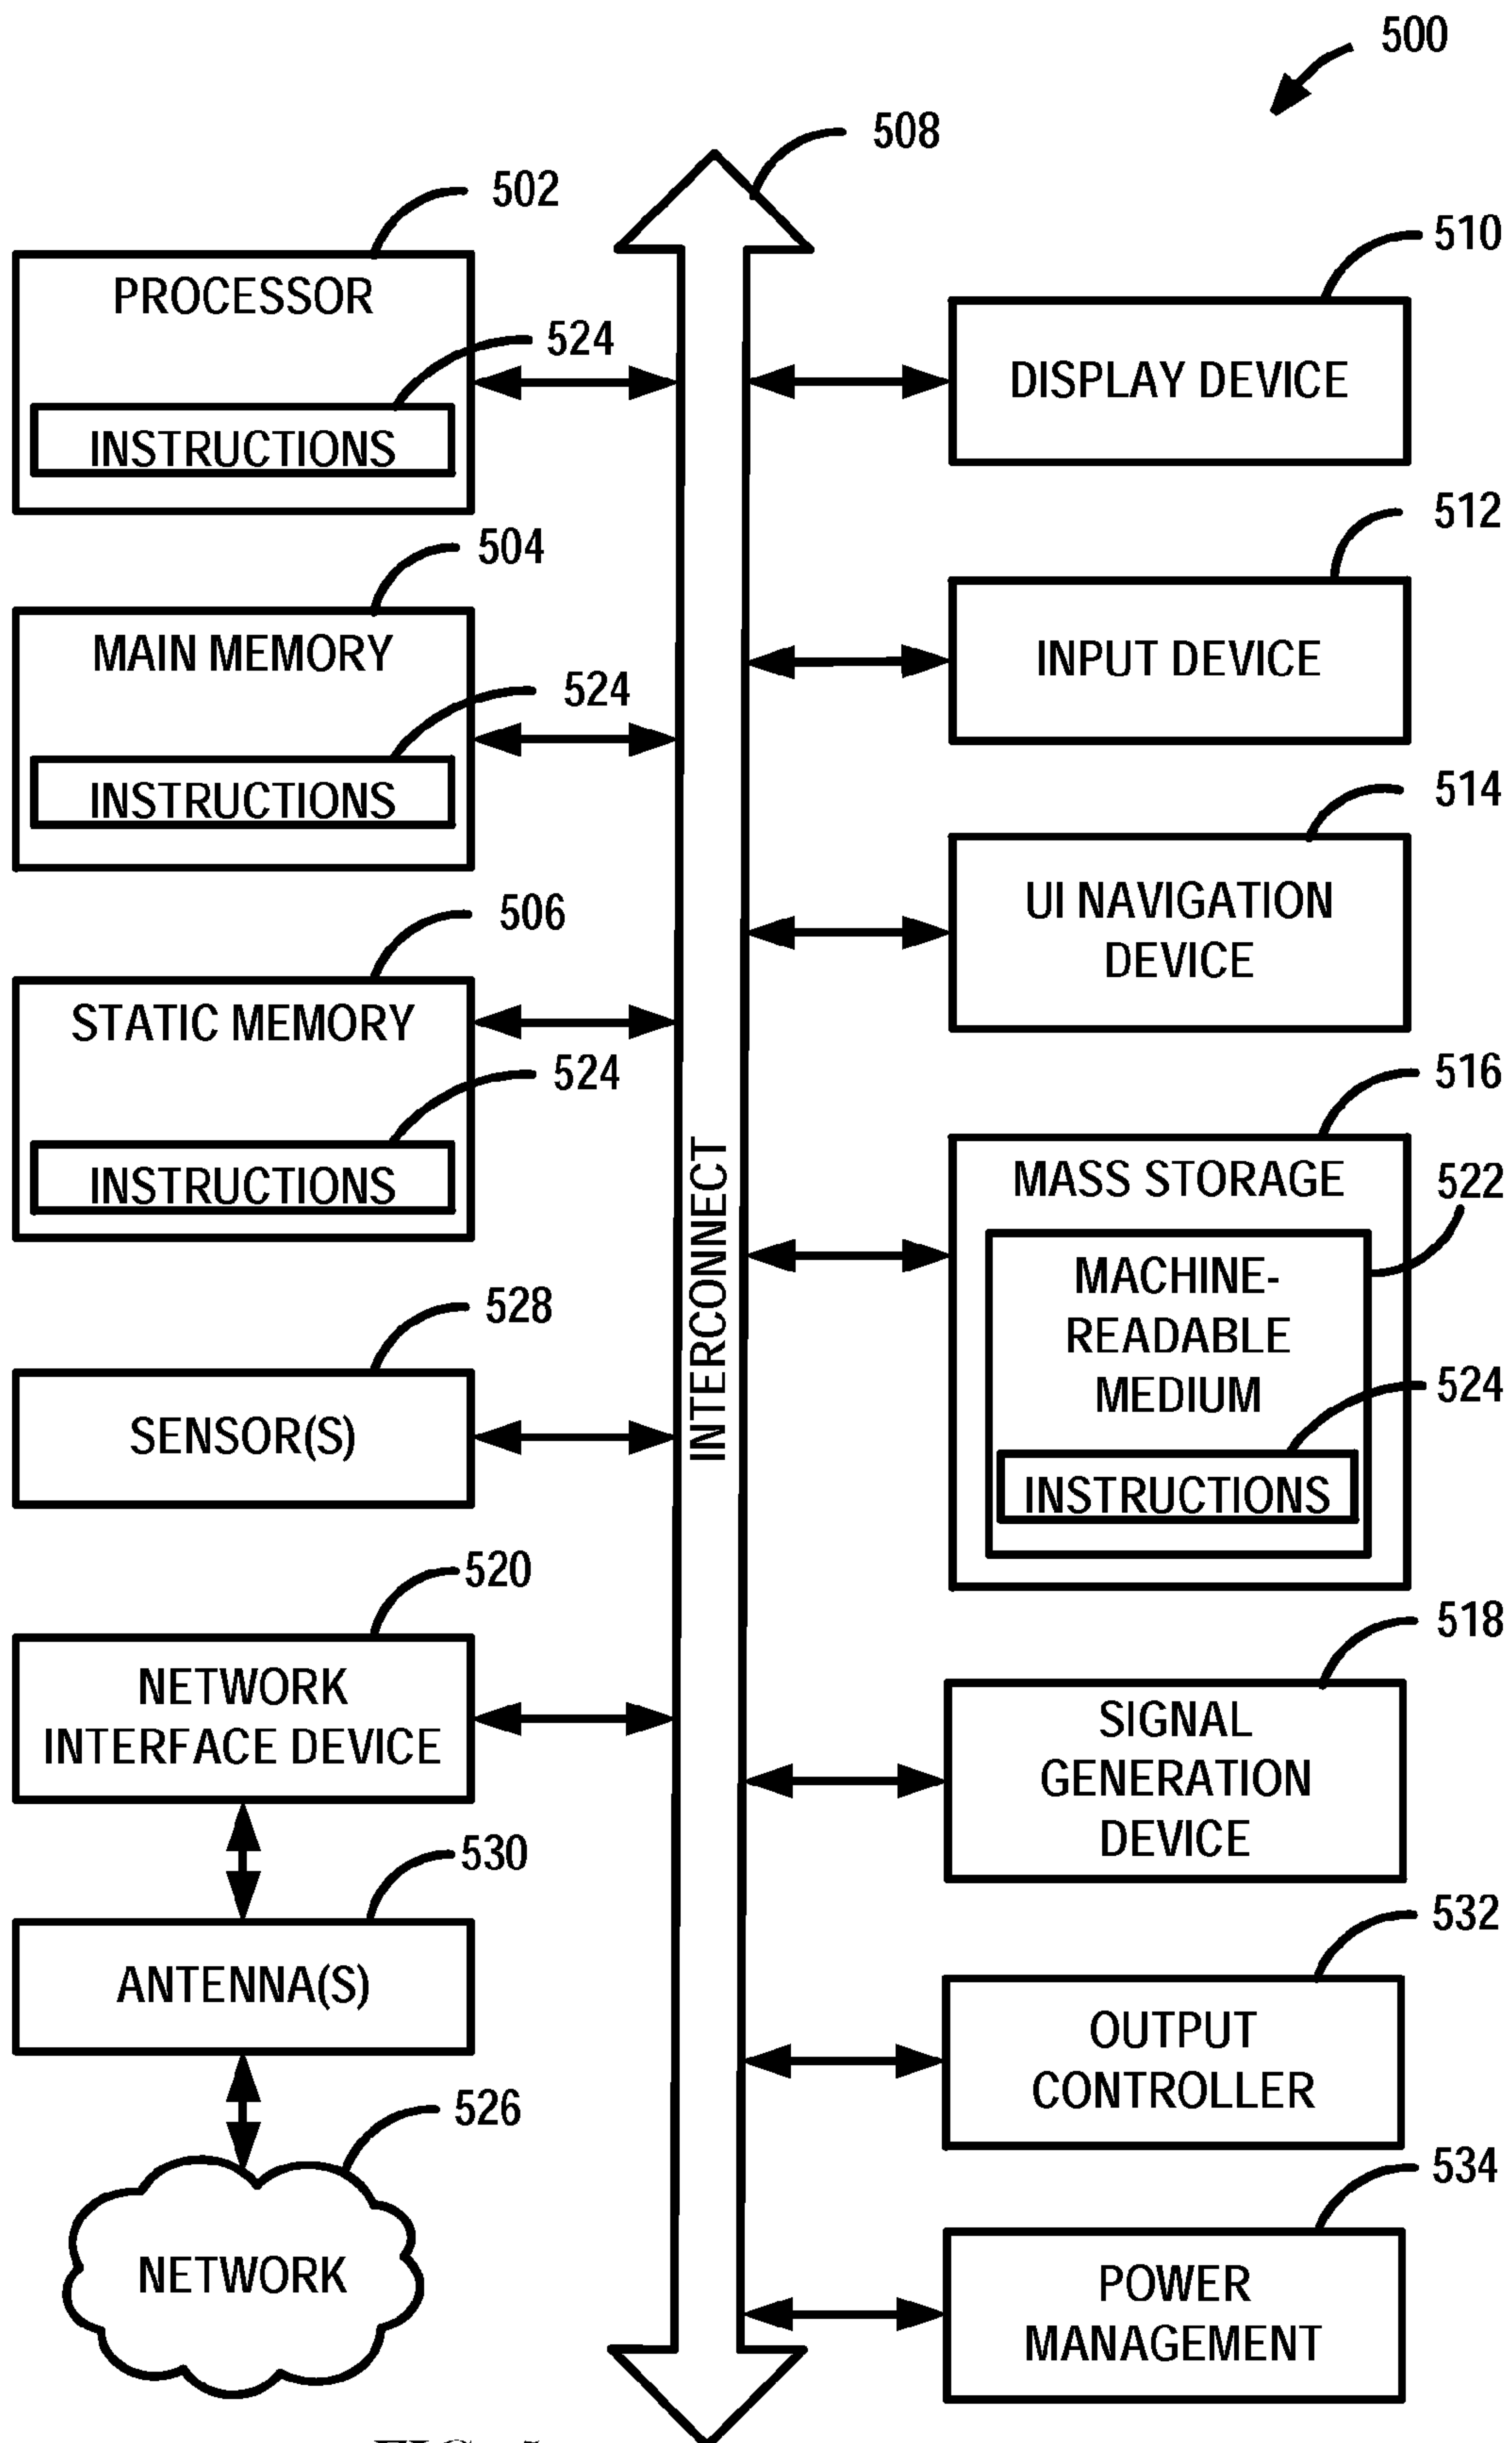 500
508
502
PROCESSOR
524
INSTRUCTIONS
504
MAIN MEMORY
524
INSTRUCTIONS
506
STATIC MEMORY
524
INSTRUCTIONS
528
SENSOR(S)
520
NETWORK
INTERFACE DEVICE
530
ANTENNA(S)
526
NETWORK
INTERCONNECT
510
DISPLAY DEVICE
512
INPUT DEVICE
514
UI NAVIGATION
DEVICE
516
MASS STORAGE
522
MACHINE-
READABLE
MEDIUM
524
INSTRUCTIONS
518
SIGNAL
GENERATION
DEVICE
532
OUTPUT
CONTROLLER
534
POWER
MANAGEMENT